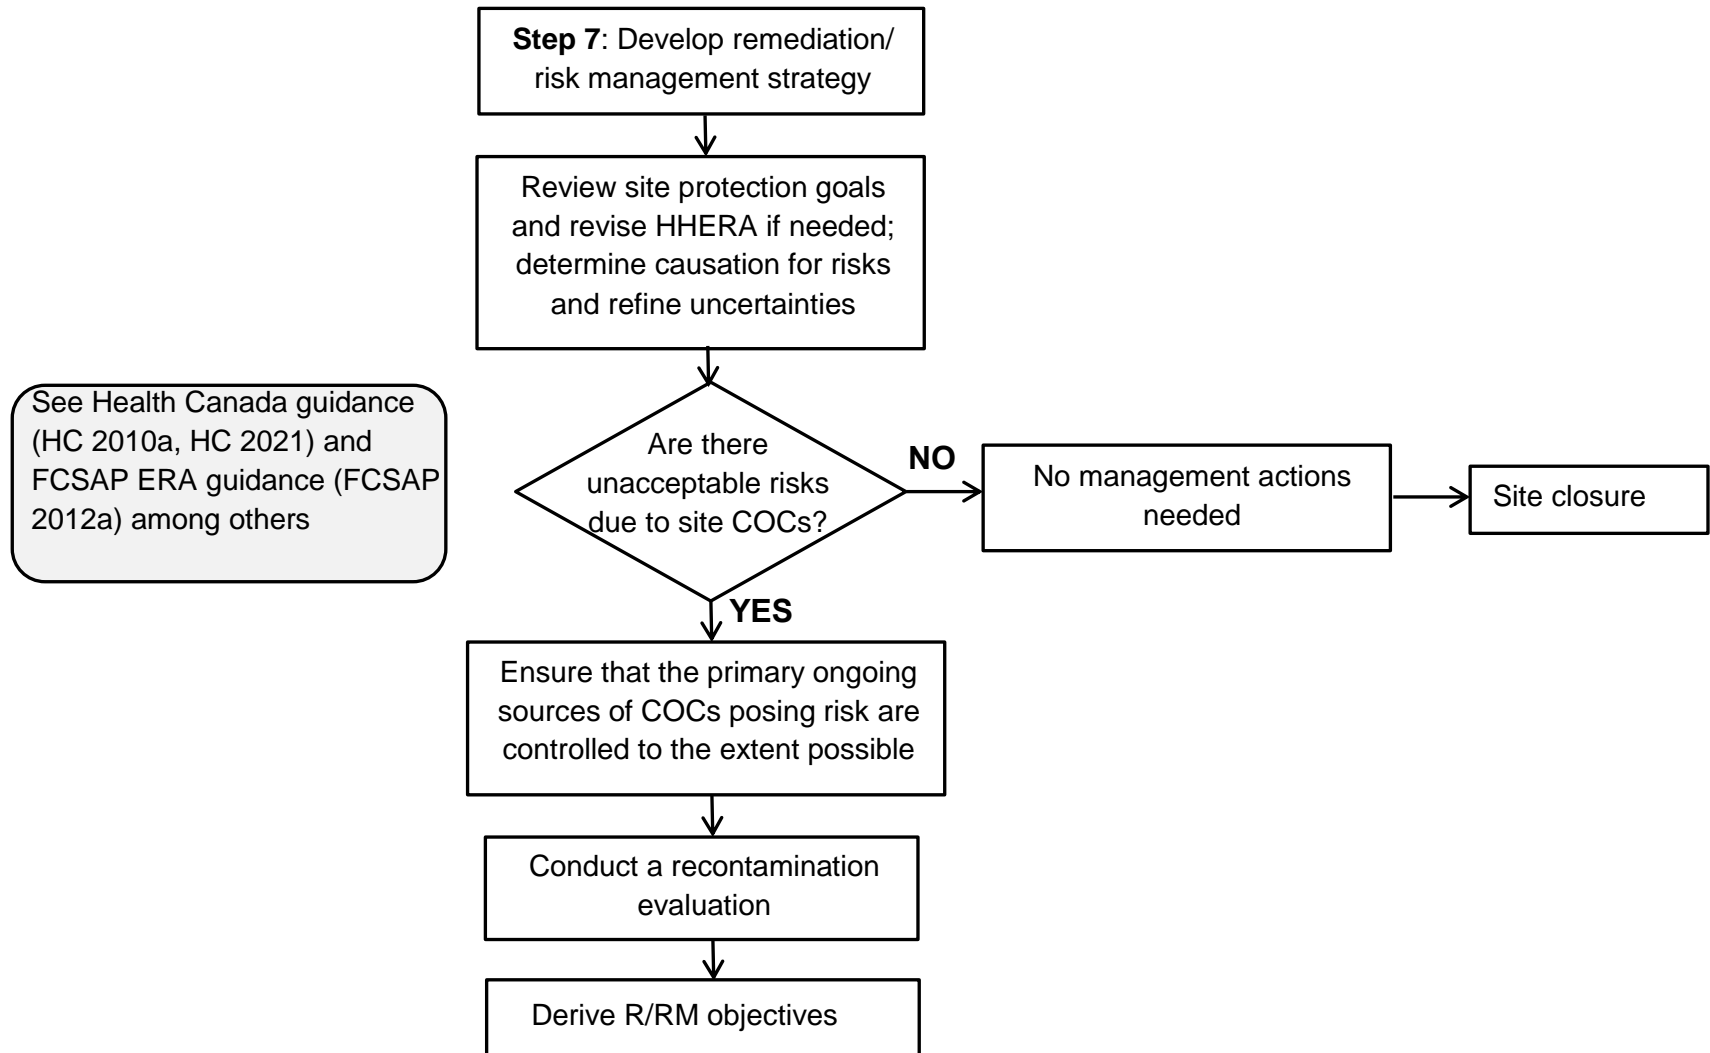 Step 7: Develop remediation/
risk management strategy
Review site protection goals
and revise HHERA if needed;
determine causation for risks
and refine uncertainties
See Health Canada guidance
(HC 2010a, HC 2021) and
FCSAP ERA guidance (FCSAP
2012a) among others
Are there
unacceptable risks
due to site COCs?
NO
No management actions
needed
Site closure
YES
Ensure that the primary ongoing
sources of COCs posing risk are
controlled to the extent possible
Conduct a recontamination
evaluation
Derive R/RM objectives